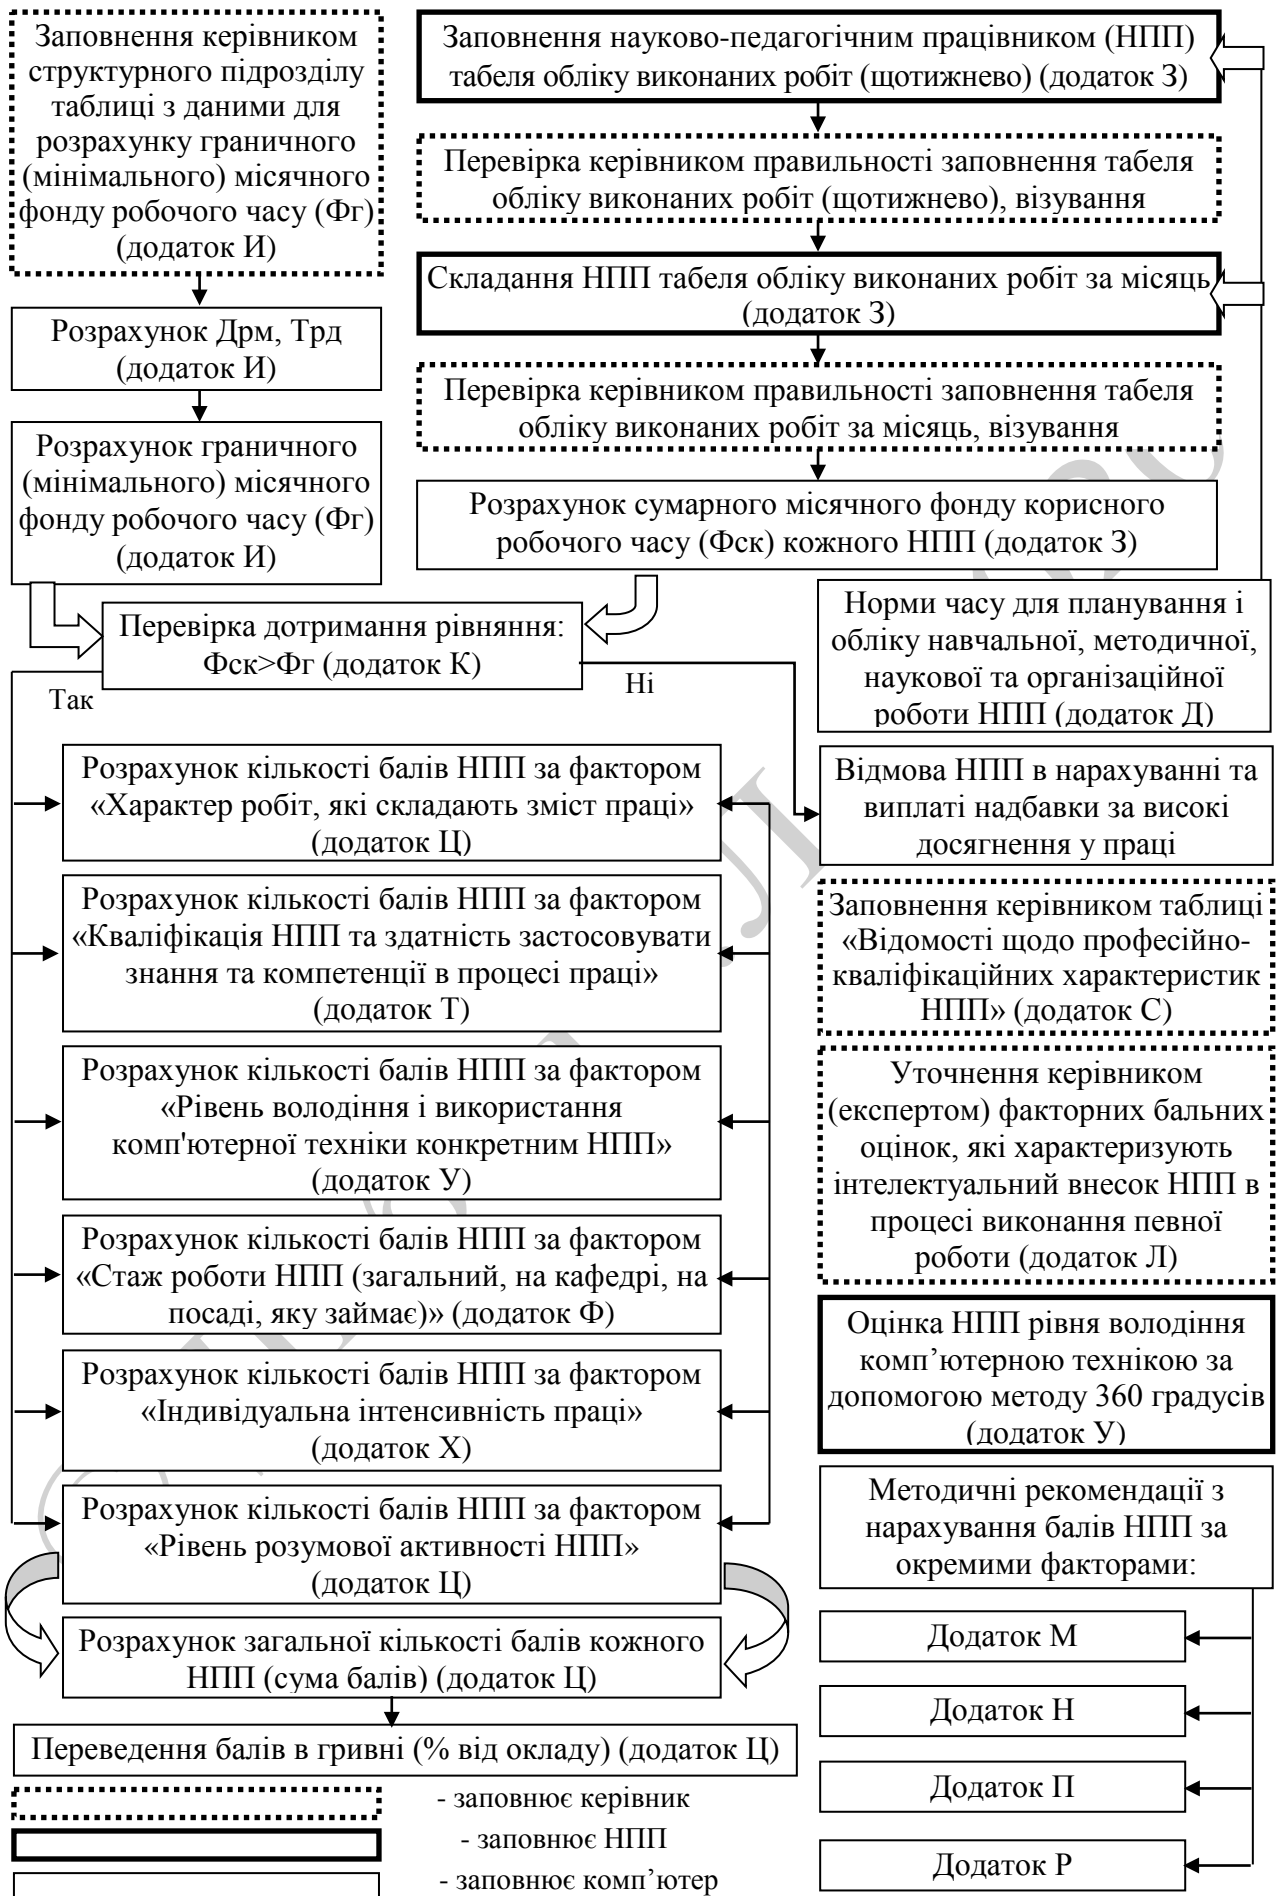 Заповнення керівником
структурного підрозділу
таблиці з даними для
розрахунку граничного
(мінімального) місячного
фонду робочого часу (Фг)
(додаток И)
Розрахунок Дрм, Трд
(додаток И)
Розрахунок граничного
(мінімального) місячного
фонду робочого часу (Фг)
(додаток И)
Заповнення науково-педагогічним працівником (НПП)
табеля обліку виконаних робіт (щотижнево) (додаток З)
Перевірка керівником правильності заповнення табеля
обліку виконаних робіт (щотижнево), візування
Складання НПП табеля обліку виконаних робіт за місяць
(додаток З)
Перевірка керівником правильності заповнення табеля
обліку виконаних робіт за місяць, візування
Розрахунок сумарного місячного фонду корисного
робочого часу (Фск) кожного НПП (додаток З)
Перевірка дотримання рівняння:
Фск>Фг (додаток К)
Так
Ні
Норми часу для планування і
обліку навчальної, методичної,
наукової та організаційної
роботи НПП (додаток Д)
Розрахунок кількості балів НПП за фактором
«Характер робіт, які складають зміст праці»
(додаток Ц)
Розрахунок кількості балів НПП за фактором
«Кваліфікація НПП та здатність застосовувати
знання та компетенції в процесі праці»
(додаток Т)
Розрахунок кількості балів НПП за фактором
«Рівень володіння і використання
комп'ютерної техніки конкретним НПП»
(додаток У)
Розрахунок кількості балів НПП за фактором
«Стаж роботи НПП (загальний, на кафедрі, на
посаді, яку займає)» (додаток Ф)
Розрахунок кількості балів НПП за фактором
«Індивідуальна інтенсивність праці»
(додаток Х)
Розрахунок кількості балів НПП за фактором
«Рівень розумової активності НПП»
(додаток Ц)
Розрахунок загальної кількості балів кожного
НПП (сума балів) (додаток Ц)
Переведення балів в гривні (% від окладу) (додаток Ц)
- заповнює керівник
- заповнює НПП
- заповнює комп’ютер
Відмова НПП в нарахуванні та
виплаті надбавки за високі
досягнення у праці
Заповнення керівником таблиці
«Відомості щодо професійно-
кваліфікаційних характеристик
НПП» (додаток С)
Уточнення керівником
(експертом) факторних бальних
оцінок, які характеризують
інтелектуальний внесок НПП в
процесі виконання певної
роботи (додаток Л)
Оцінка НПП рівня володіння
комп’ютерною технікою за
допомогою методу 360 градусів
(додаток У)
Методичні рекомендації з
нарахування балів НПП за
окремими факторами:
Додаток М
Додаток Н
Додаток П
Додаток Р